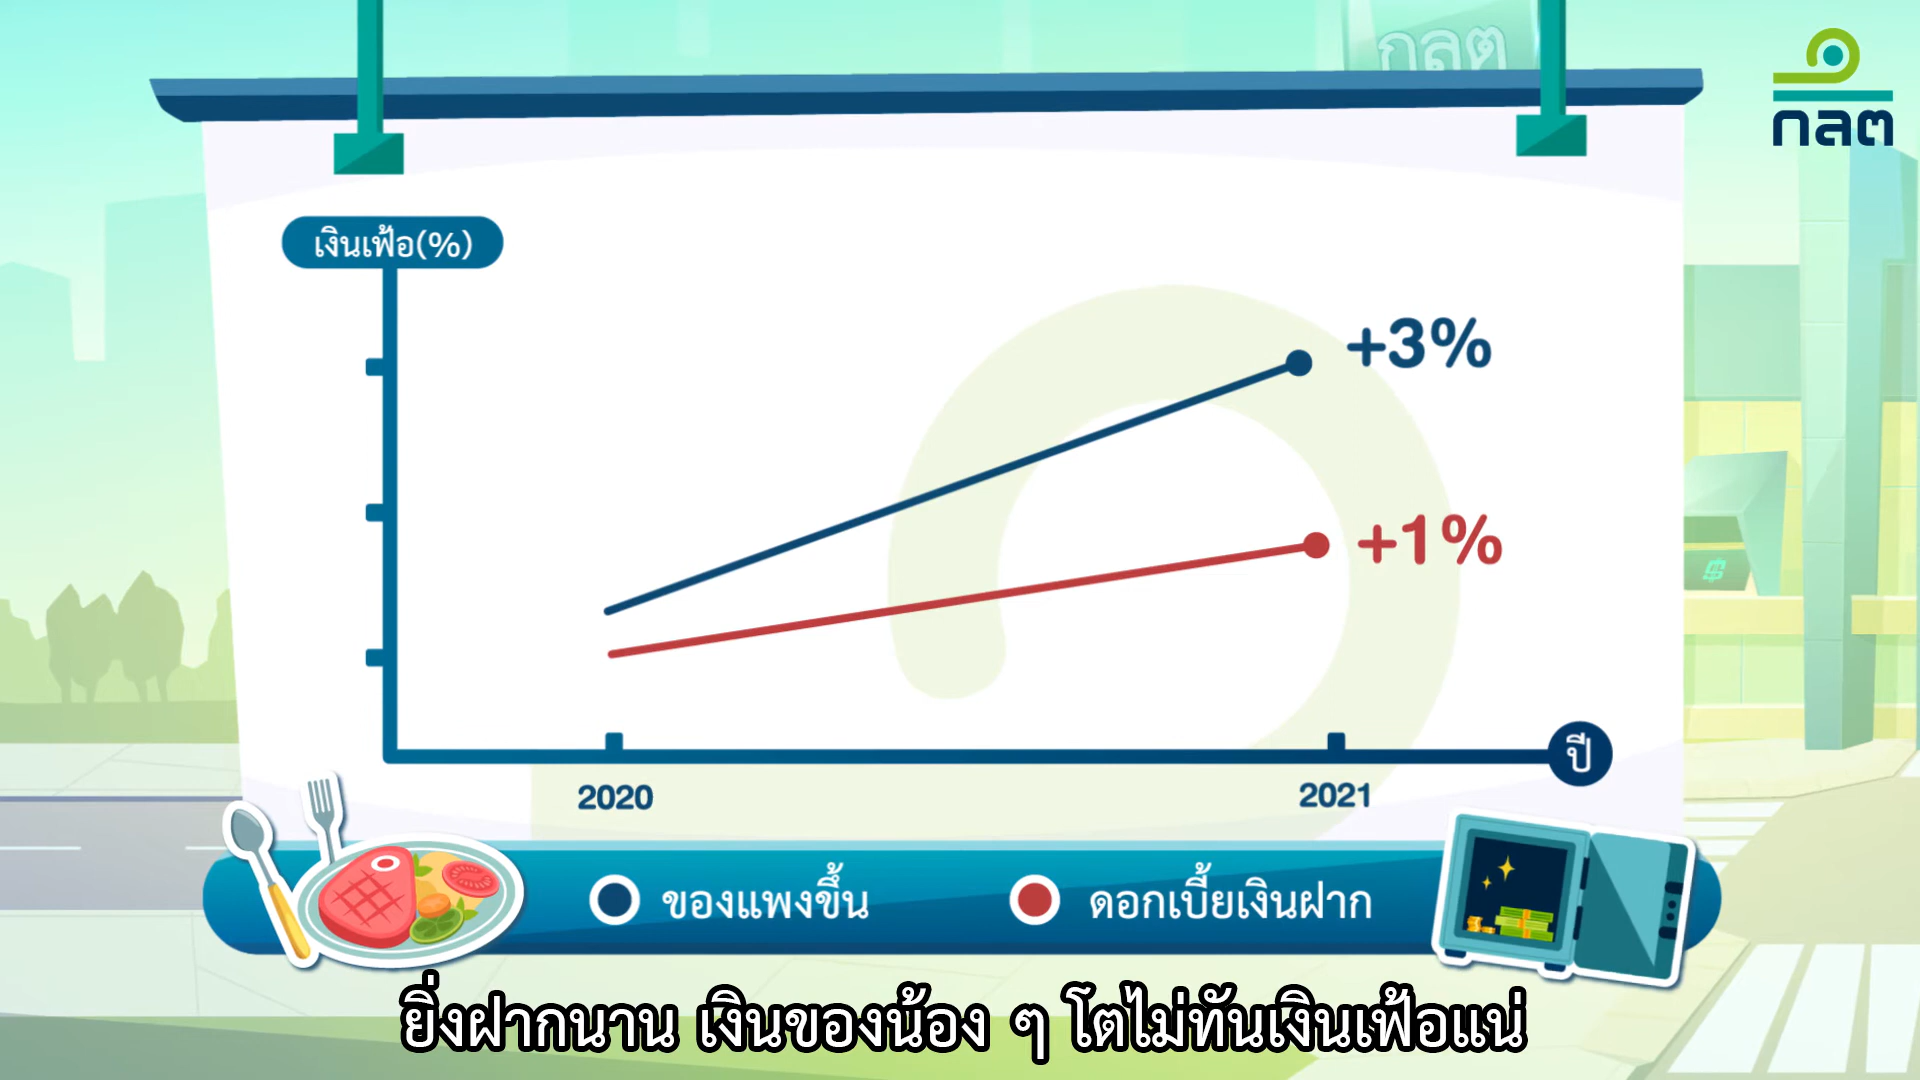 กลต
กลต
เงินเฟ้อ(%)
+3%
+1%
ปี
2020
2021
ของแพงขึ้น
ดอกเบี้ยเงินฝาก
$
ยิ่งฝากนาน เงินของน้อง ๆ โตไม่ทันเงินเฟ้อแน่